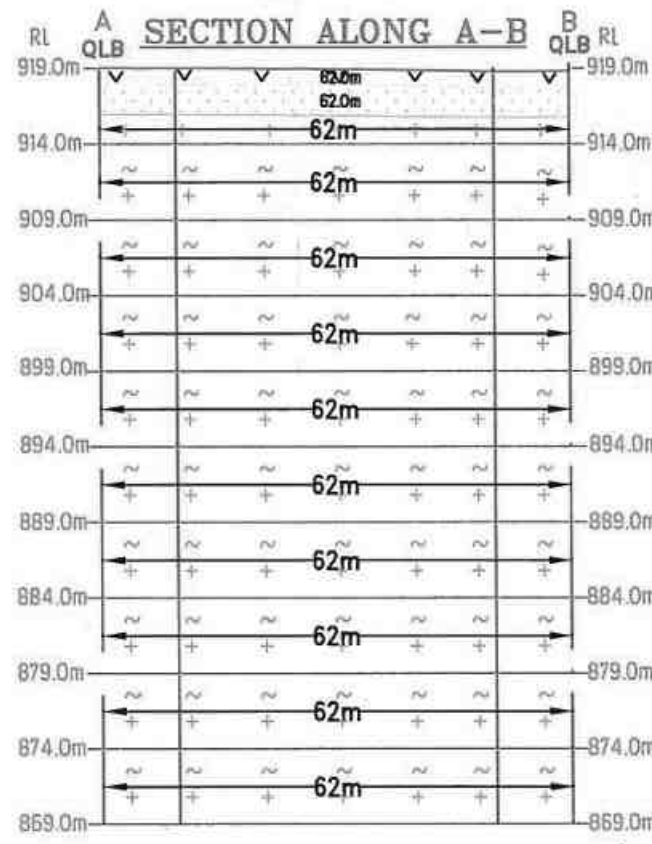 RL A SECTION ALONG A-B B RL
QLB QLB
919.0m 62.0m 919.0m
62.0m
62m
914.0m 914.0m
62m
909.0m 909.0m
62m
904.0m 904.0m
62m
899.0m 899.0m
62m
894.0m 894.0m
62m
889.0m 889.0m
62m
884.0m 884.0m
62m
879.0m 879.0m
62m
874.0m 874.0m
62m
869.0m 869.0m